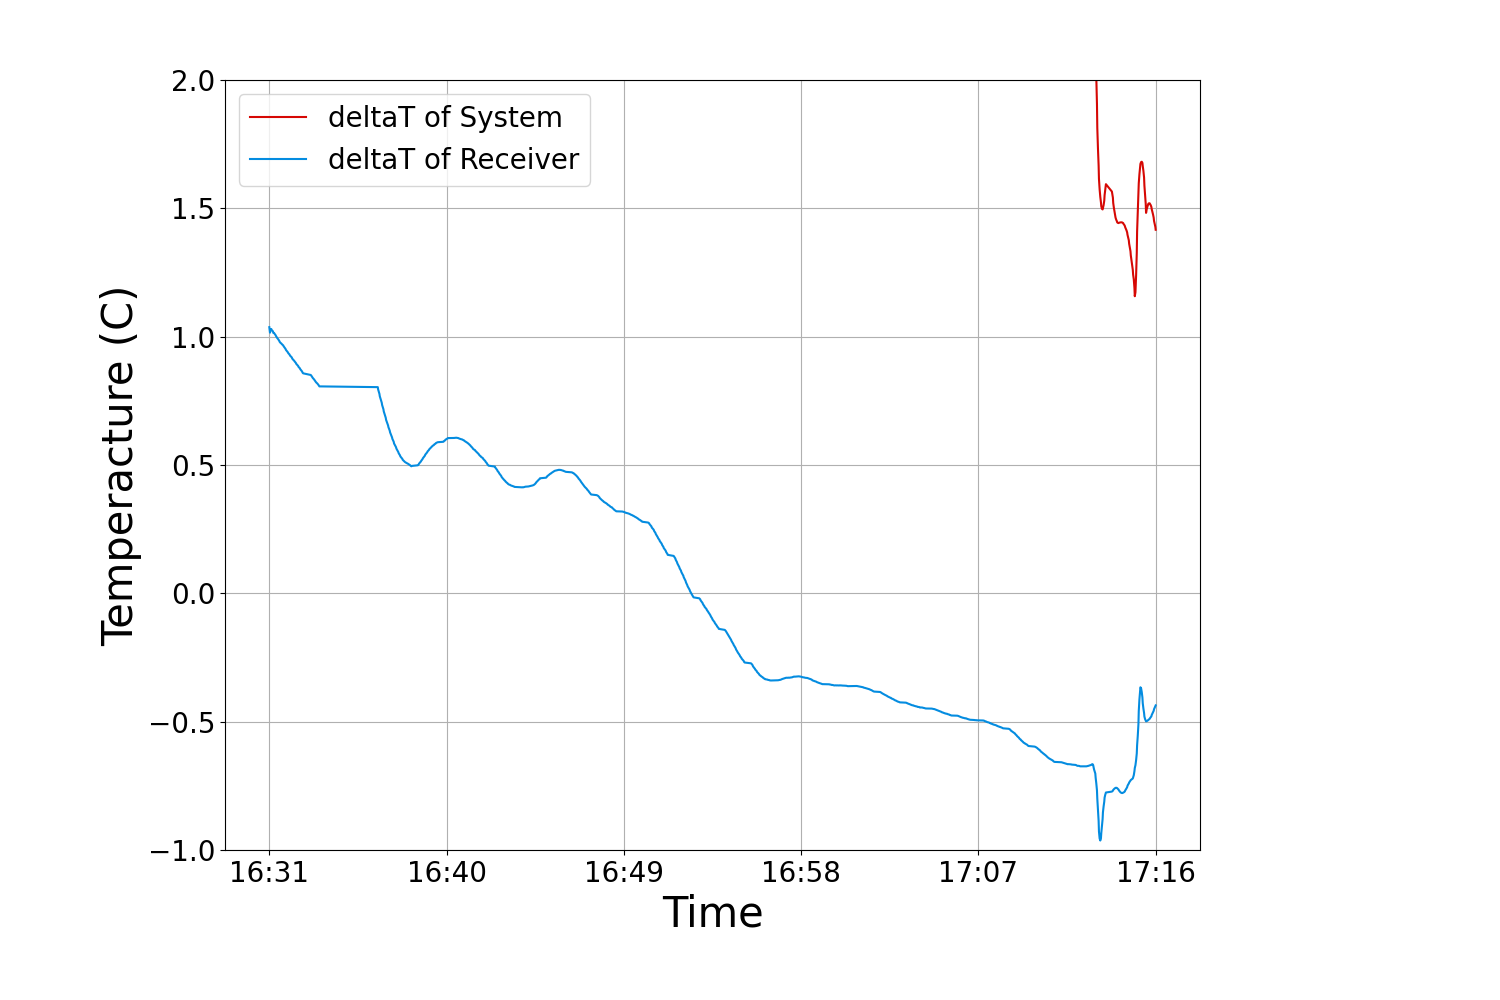 2.0
1.5
1.0
0.5
0.0
−0.5
−1.0
deltaT of System
deltaT of Receiver
Temperacture (C)
16:31 16:40 16:49 16:58 17:07 17:16
Time